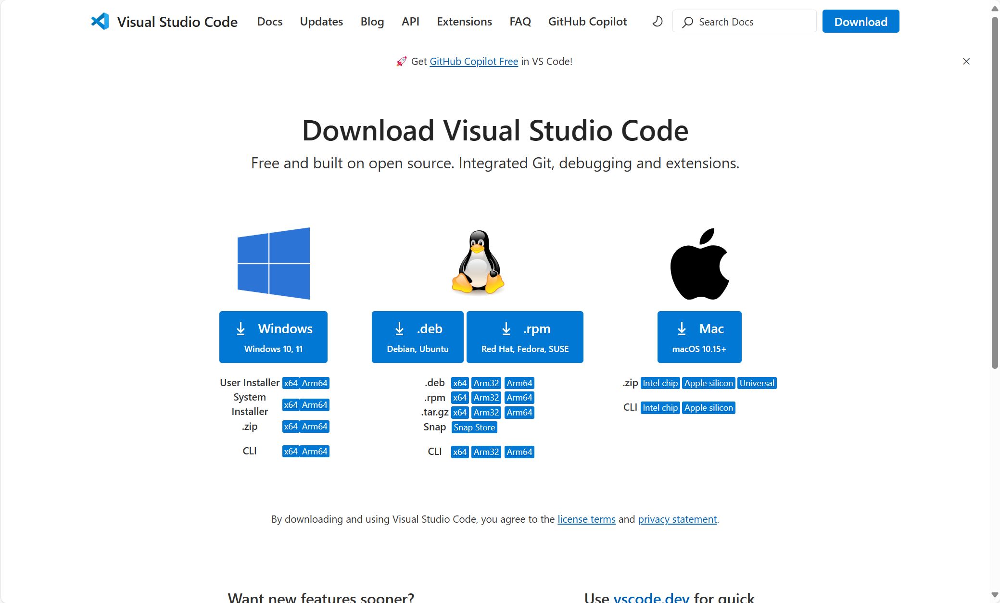 Visual Studio Code Docs Updates Blog API Extensions FAQ GitHub Copilot Search Docs Download
🚀 Get GitHub Copilot Free in VS Code!
Download Visual Studio Code
Free and built on open source. Integrated Git, debugging and extensions.
Windows
Windows 10, 11
User Installer x64 Arm64
System
Installer x64 Arm64
.zip x64 Arm64
CLI x64 Arm64
.deb
Debian, Ubuntu
.rpm
Red Hat, Fedora, SUSE
.deb x64 Arm32 Arm64
.rpm x64 Arm32 Arm64
.tar.gz x64 Arm32 Arm64
Snap Snap Store
CLI x64 Arm32 Arm64
Mac
macOS 10.15+
.zip Intel chip Apple silicon Universal
CLI Intel chip Apple silicon
By downloading and using Visual Studio Code, you agree to the license terms and privacy statement.
Want new features sooner?
Use vscode.dev for quick